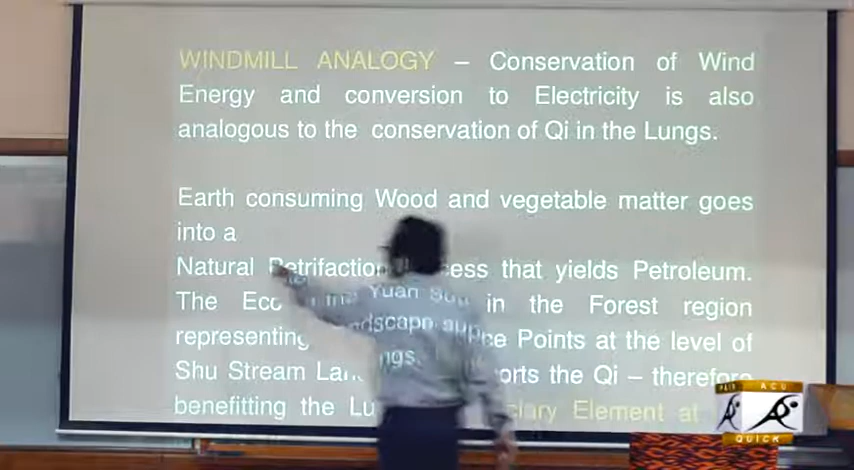 WINDMILL ANALOGY – Conservation of Wind
Energy and conversion to Electricity is also
analogous to the conservation of Qi in the Lungs.
Earth consuming Wood and vegetable matter goes
into a
Natural Petrifaction that yields Petroleum.
The Yuan in the Forest region
representing Points at the level of
Shu Stream the Qi – therefore
benefitting the Element at
PAIN ACU
QUICK